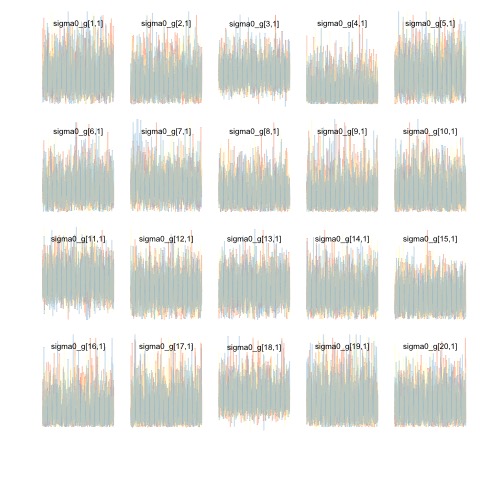 sigma0_g[1,1] sigma0_g[2,1] sigma0_g[3,1] sigma0_g[4,1] sigma0_g[5,1]
sigma0_g[6,1] sigma0_g[7,1] sigma0_g[8,1] sigma0_g[9,1] sigma0_g[10,1]
sigma0_g[11,1] sigma0_g[12,1] sigma0_g[13,1] sigma0_g[14,1] sigma0_g[15,1]
sigma0_g[16,1] sigma0_g[17,1] sigma0_g[18,1] sigma0_g[19,1] sigma0_g[20,1]